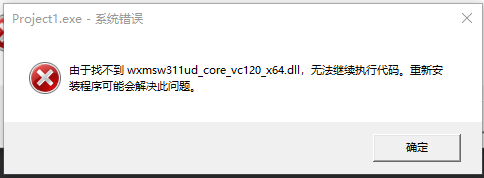 Project1.exe - 系统错误
由于找不到 wxmsw311ud_core_vc120_x64.dll，无法继续执行代码。重新安
装程序可能会解决此问题。
确定